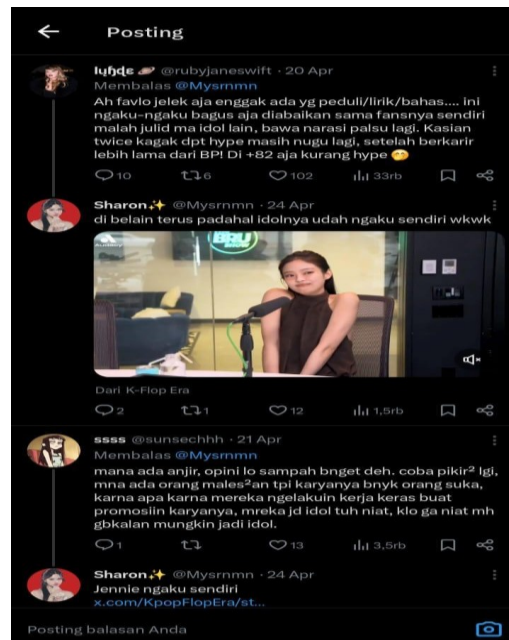 Posting
lyɧdɛ 🪐 @rubyjaneswift · 20 Apr
Membalas @Mysrnmn
Ah favlo jelek aja enggak ada yg peduli/lirik/bahas.... ini
ngaku-ngaku bagus aja diabaikan sama fansnya sendiri
malah julid ma idol lain, bawa narasi palsu lagi. Kasian
twice kagak dpt hype masih nugu lagi, setelah berkarir
lebih lama dari BP! Di +82 aja kurang hype 🤭
10 6 102 33rb
Sharon✨ @Mysrnmn · 24 Apr
di belain terus padahal idolnya udah ngaku sendiri wkwk
BRU
Dari K-Flop Era
2 1 12 1,5rb
ssss @sunsechhh · 21 Apr
Membalas @Mysrnmn
mana ada anjir, opini lo sampah bnget deh. coba pikir² lgi,
mna ada orang males²an tpi karyanya bnyk orang suka,
karna apa karna mereka ngelakuin kerja keras buat
promosiin karyanya, mreka jd idol tuh niat, klo ga niat mh
gbkalan mungkin jadi idol.
1 13 3,5rb
Sharon✨ @Mysrnmn · 24 Apr
Jennie ngaku sendiri
x.com/KpopFlopEra/st...
Posting balasan Anda